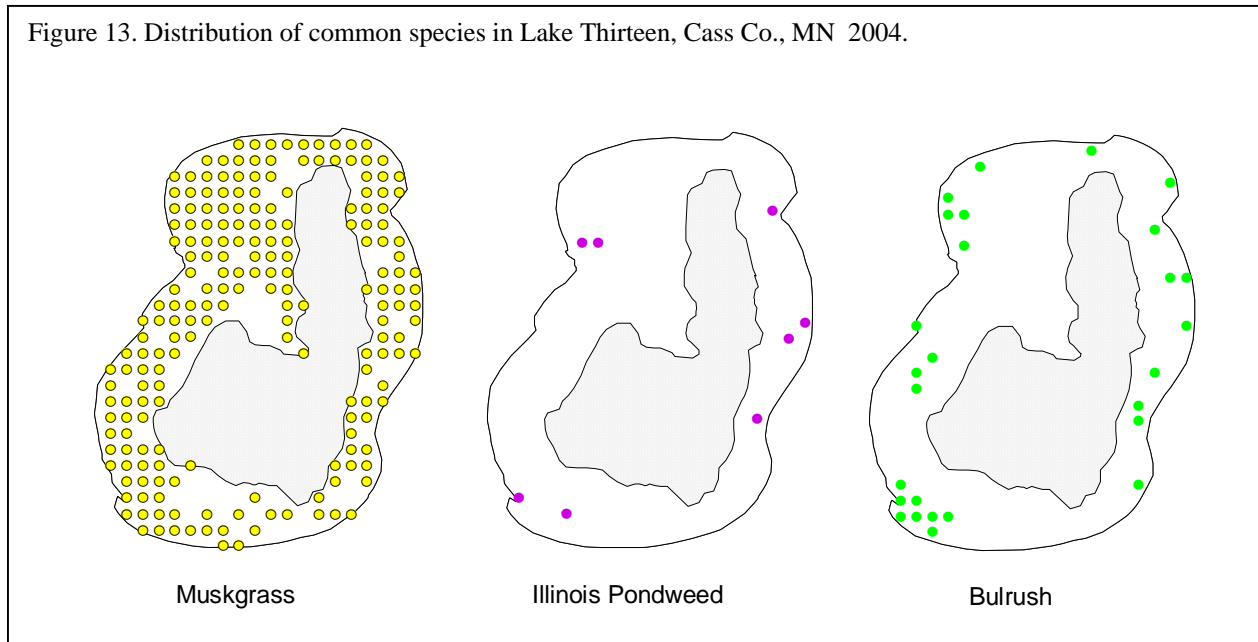 Figure 13. Distribution of common species in Lake Thirteen, Cass Co., MN  2004.
Muskgrass
Illinois Pondweed
Bulrush